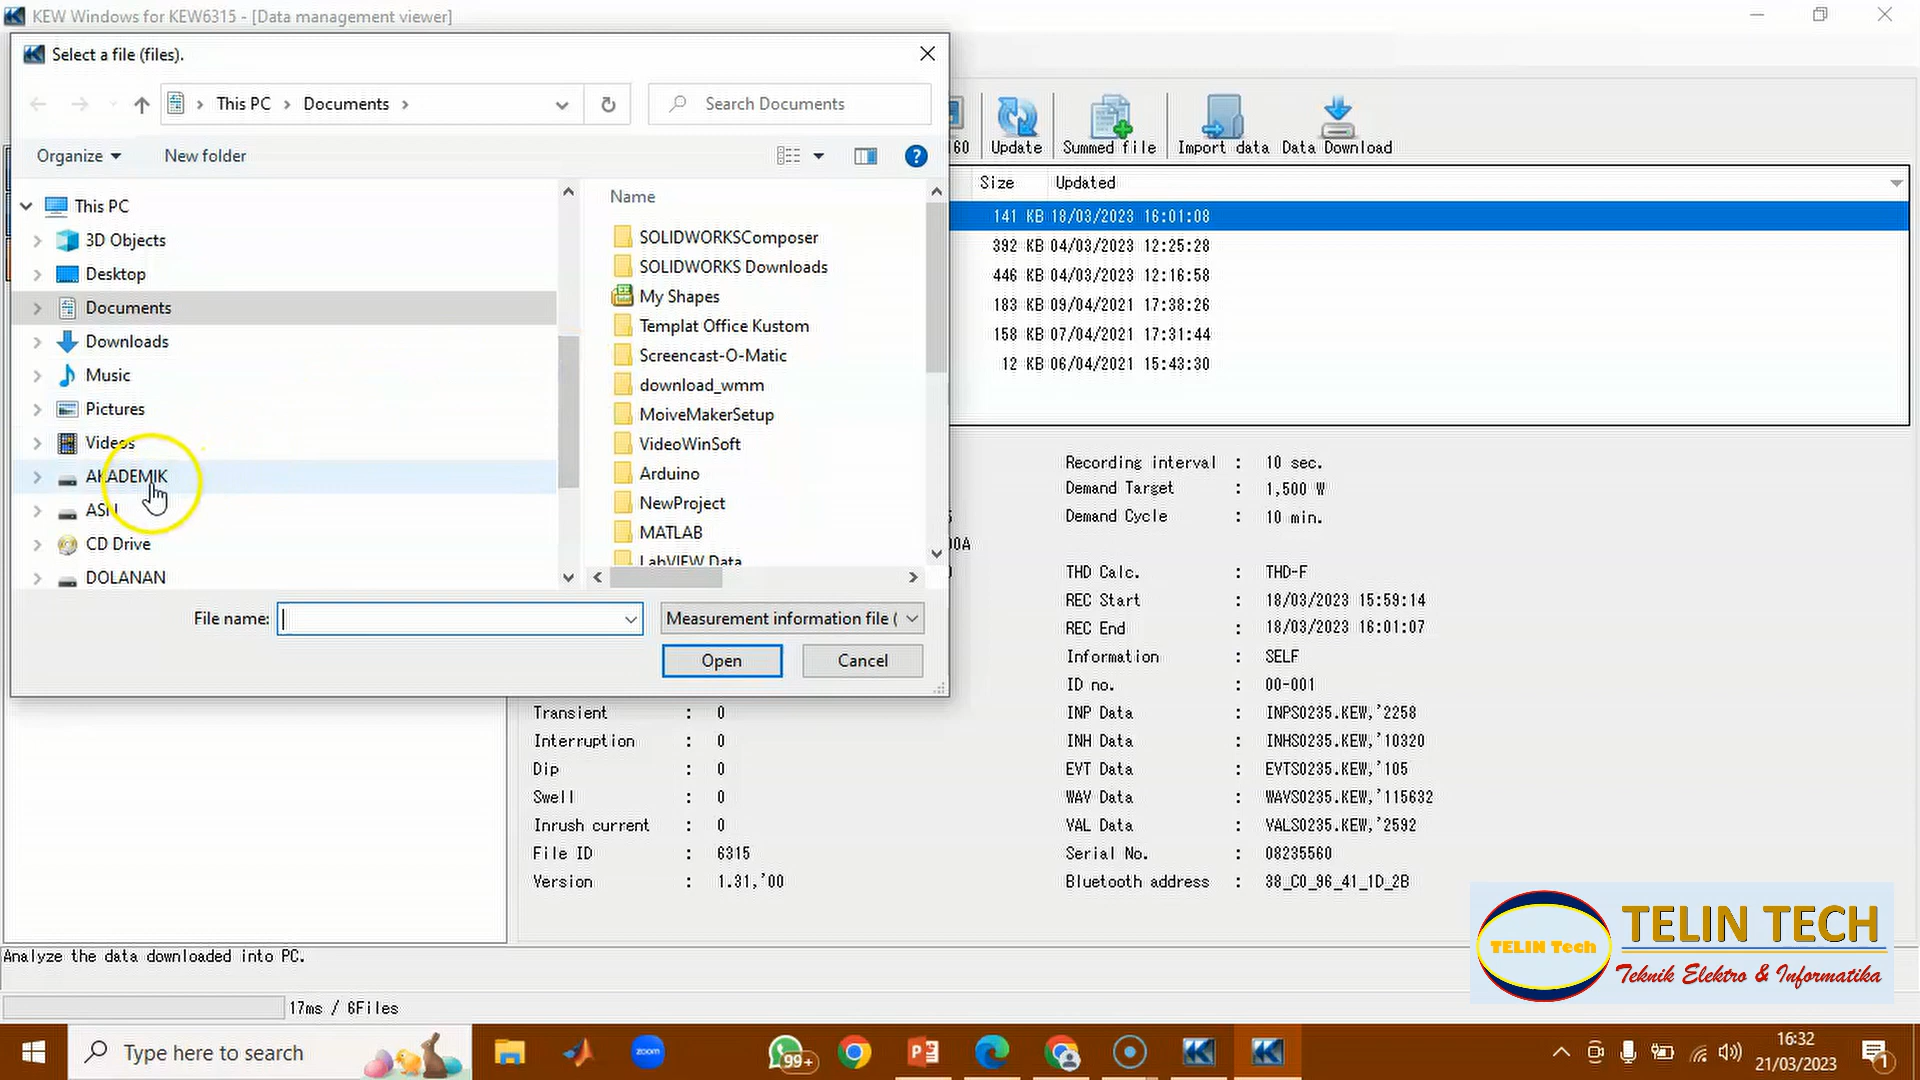 KEW Windows for KEW6315 - [Data management viewer]
Select a file (files).
This PC > Documents >
Search Documents
Organize
New folder
This PC
3D Objects
Desktop
Documents
Downloads
Music
Pictures
Videos
AKADEMIK
CD Drive
DOLANAN
Name
SOLIDWORKSComposer
SOLIDWORKS Downloads
My Shapes
Templat Office Kustom
Screencast-O-Matic
download_wmm
MoiveMakerSetup
VideoWinSoft
Arduino
NewProject
MATLAB
LabVIEW Data
File name:
Measurement information file (
Open
Cancel
Update
Summed file
Import data
Data Download
Size Updated
141 KB 18/03/2023 16:01:08
392 KB 04/03/2023 12:25:28
446 KB 04/03/2023 12:16:58
183 KB 09/04/2021 17:38:26
158 KB 07/04/2021 17:31:44
12 KB 06/04/2021 15:43:30
Recording interval : 10 sec.
Demand Target : 1,500 W
Demand Cycle : 10 min.
THD Calc. : THD-F
REC Start : 18/03/2023 15:59:14
REC End : 18/03/2023 16:01:07
Information : SELF
ID no. : 00-001
Transient : 0
INP Data : INPS0235.KEW,'2258
Interruption : 0
INH Data : INHS0235.KEW,'10320
Dip : 0
EVT Data : EVTS0235.KEW,'105
Swell : 0
WAV Data : WAVS0235.KEW,'115632
Inrush current : 0
VAL Data : VALS0235.KEW,'2592
File ID : 6315
Serial No. : 08235560
Version : 1.31,'00
Bluetooth address : 38_C0_96_41_1D_2B
TELIN Tech
TELIN TECH
Teknik Elektro & Informatika
Analyze the data downloaded into PC.
17ms / 6Files
Type here to search
zoom
99+
16:32
21/03/2023
1